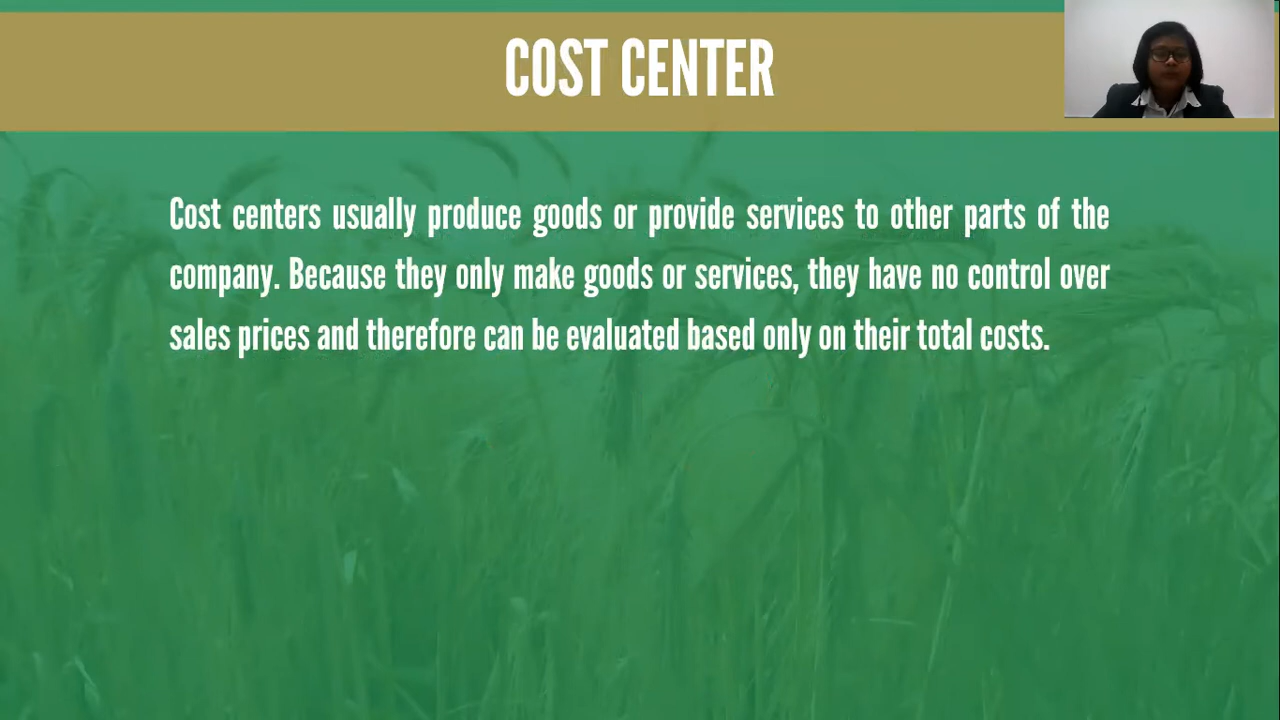 COST CENTER
Cost centers usually produce goods or provide services to other parts of the
company. Because they only make goods or services, they have no control over
sales prices and therefore can be evaluated based only on their total costs.